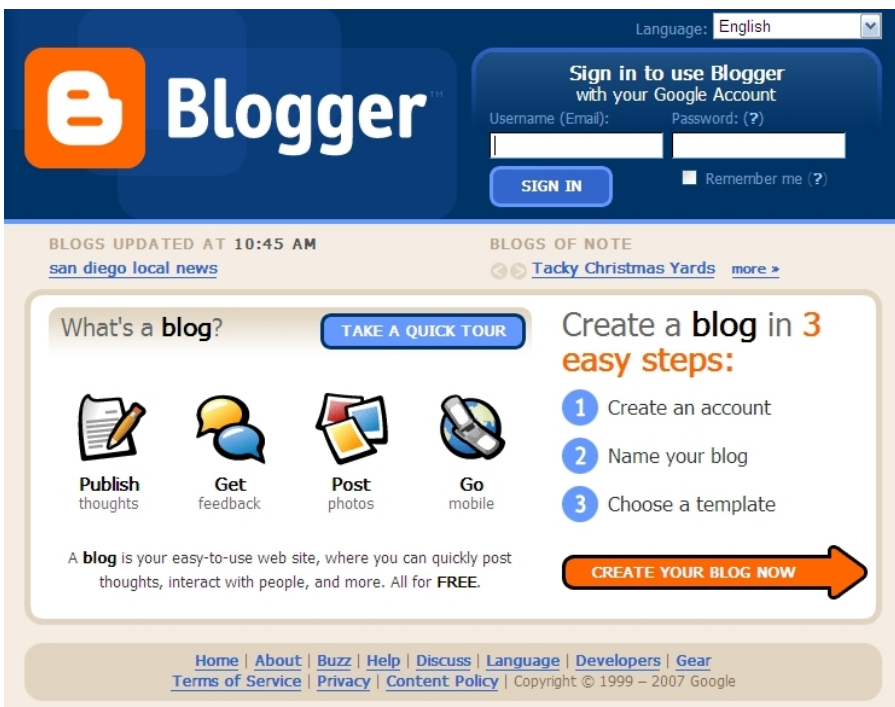 Language: English
Blogger™
Sign in to use Blogger
with your Google Account
Username (Email): Password: (?)
SIGN IN Remember me (?)
BLOGS UPDATED AT 10:45 AM
san diego local news
BLOGS OF NOTE
Tacky Christmas Yards more »
What's a blog? TAKE A QUICK TOUR
Publish
thoughts
Get
feedback
Post
photos
Go
mobile
A blog is your easy-to-use web site, where you can quickly post
thoughts, interact with people, and more. All for FREE.
Create a blog in 3
easy steps:
1 Create an account
2 Name your blog
3 Choose a template
CREATE YOUR BLOG NOW
Home | About | Buzz | Help | Discuss | Language | Developers | Gear
Terms of Service | Privacy | Content Policy | Copyright © 1999 – 2007 Google